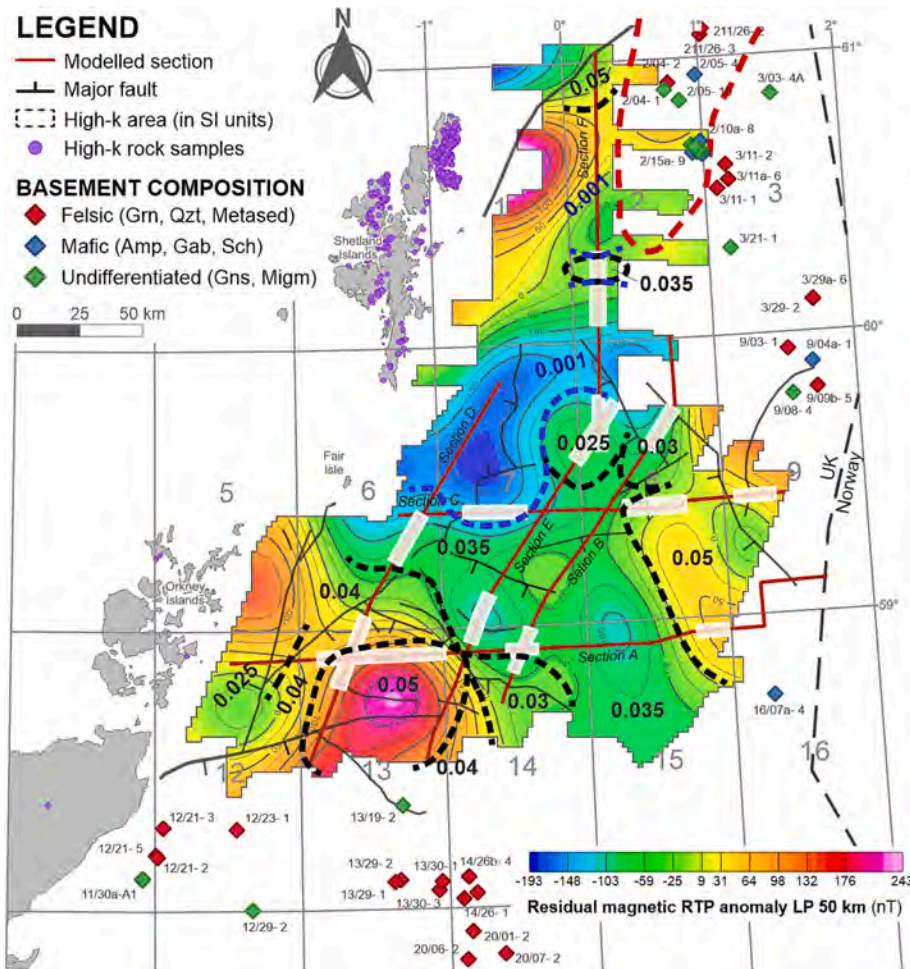 LEGEND
Modelled section
Major fault
High-k area (in SI units)
High-k rock samples
BASEMENT COMPOSITION
Felsic (Grn, Qzt, Metased)
Mafic (Amp, Gab, Sch)
Undifferentiated (Gns, Migm)
0 25 50 km
N
-1°
0°
1°
2°
61°
60°
59°
211/26- 2
211/26- 3
2/04- 2
2/05- 4
2/04- 1
2/05- 1
3/03- 4A
2/10a- 8
2/15a- 9
3/11- 2
3/11a- 6
3/11- 1
3/21- 1
3/29a- 6
3/29- 2
9/03- 1
9/04a- 1
9/09b- 5
9/08- 4
16/07a- 4
Shetland
Islands
Fair
Isle
Orkney
Islands
UK
Norway
1
2
3
5
6
7
9
12
13
14
15
16
Section F
Section D
Section C
Section E
Section B
Section A
0.05
0.001
0.035
0.001
0.025
0.03
0.035
0.05
0.04
0.025
0.04
0.05
0.03
0.035
0.04
12/21- 3
12/23- 1
12/21- 5
12/21- 2
11/30a-A1
12/29- 2
13/19- 2
13/29- 2
13/30- 1
14/26b- 4
13/29- 1
13/30- 3
14/26- 1
20/01- 2
20/06- 2
20/07- 2
-193 -148 -103 -59 -25 9 31 64 98 132 176 243
Residual magnetic RTP anomaly LP 50 km (nT)